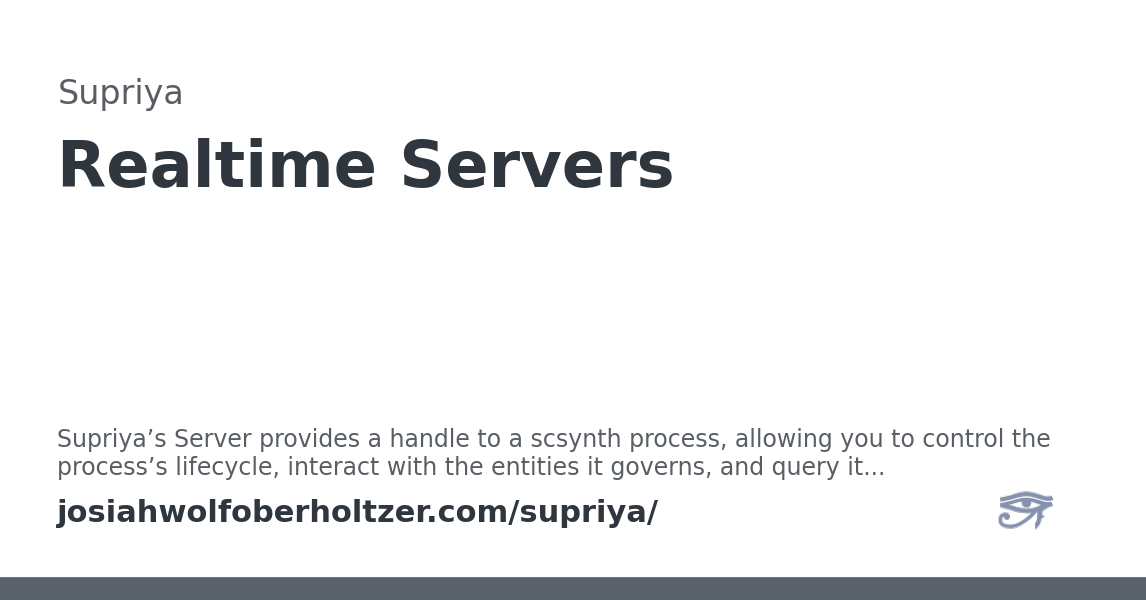 Supriya
Realtime Servers
Supriya’s Server provides a handle to a scsynth process, allowing you to control the
process’s lifecycle, interact with the entities it governs, and query it...
josiahwolfoberholtzer.com/supriya/